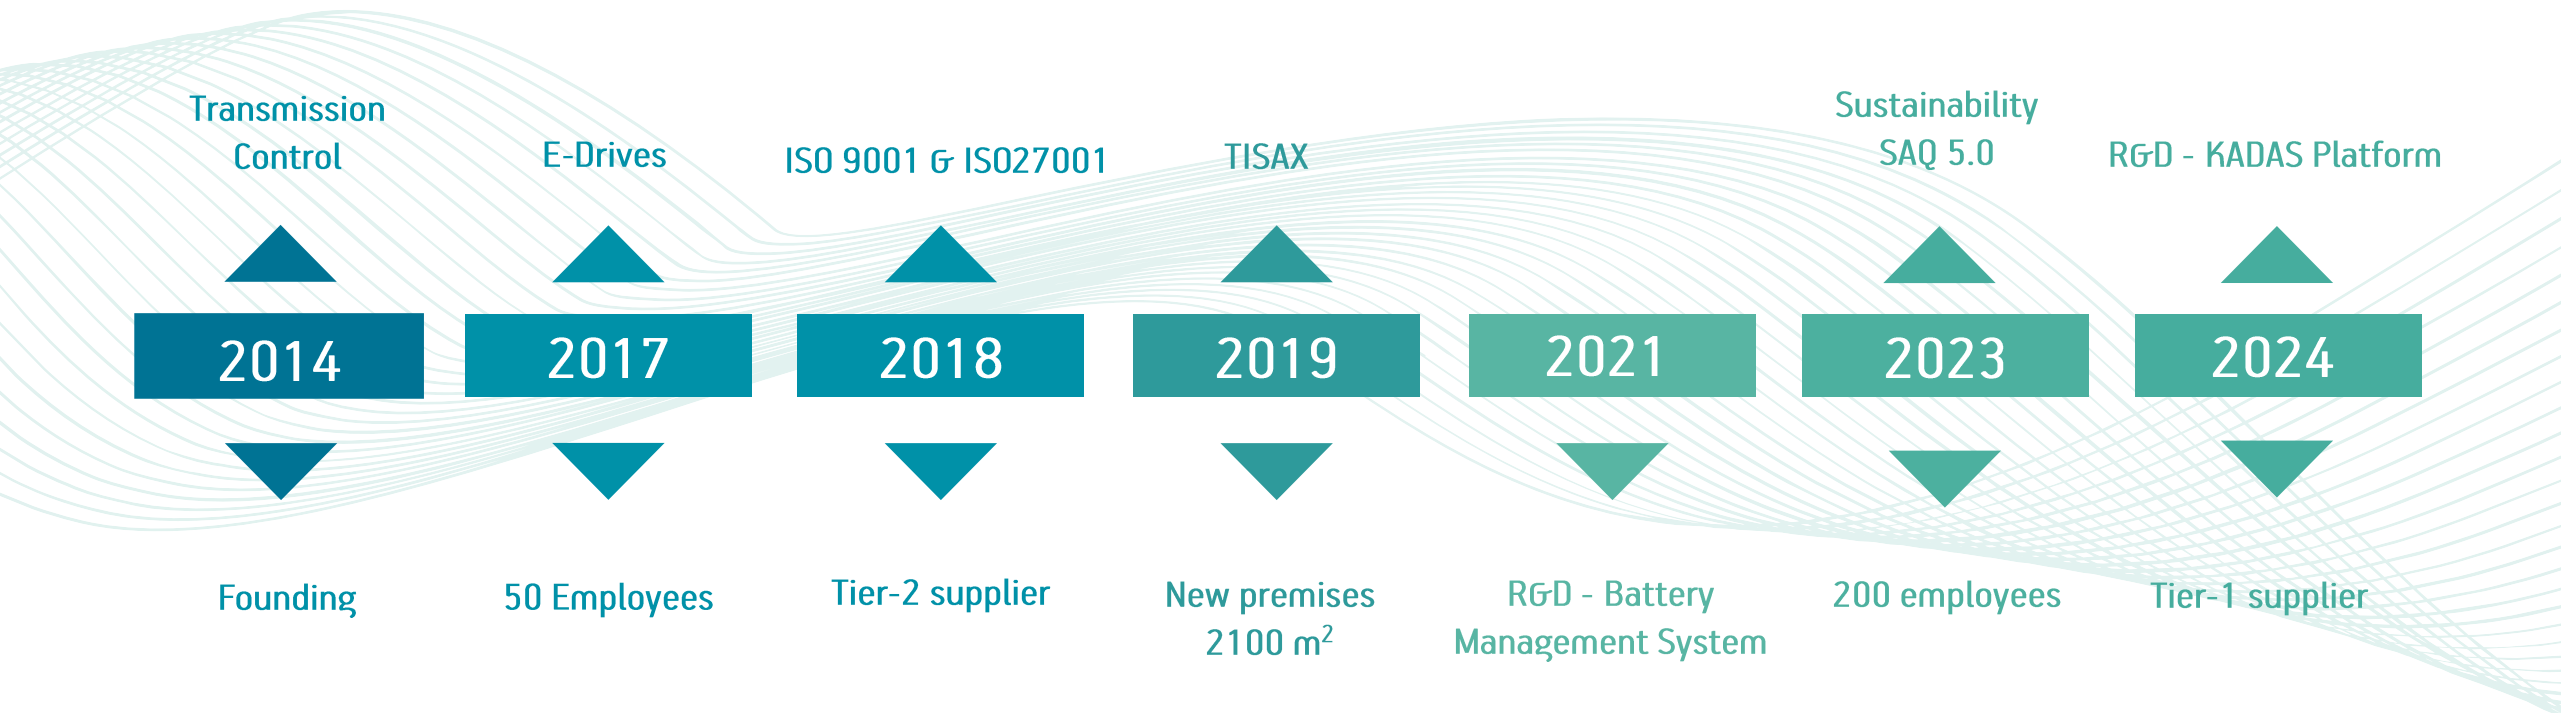 Transmission
Control
E-Drives
ISO 9001 & ISO27001
TISAX
Sustainability
SAQ 5.0
R&D - KADAS Platform
2014
2017
2018
2019
2021
2023
2024
Founding
50 Employees
Tier-2 supplier
New premises
2100 m²
R&D - Battery
Management System
200 employees
Tier-1 supplier